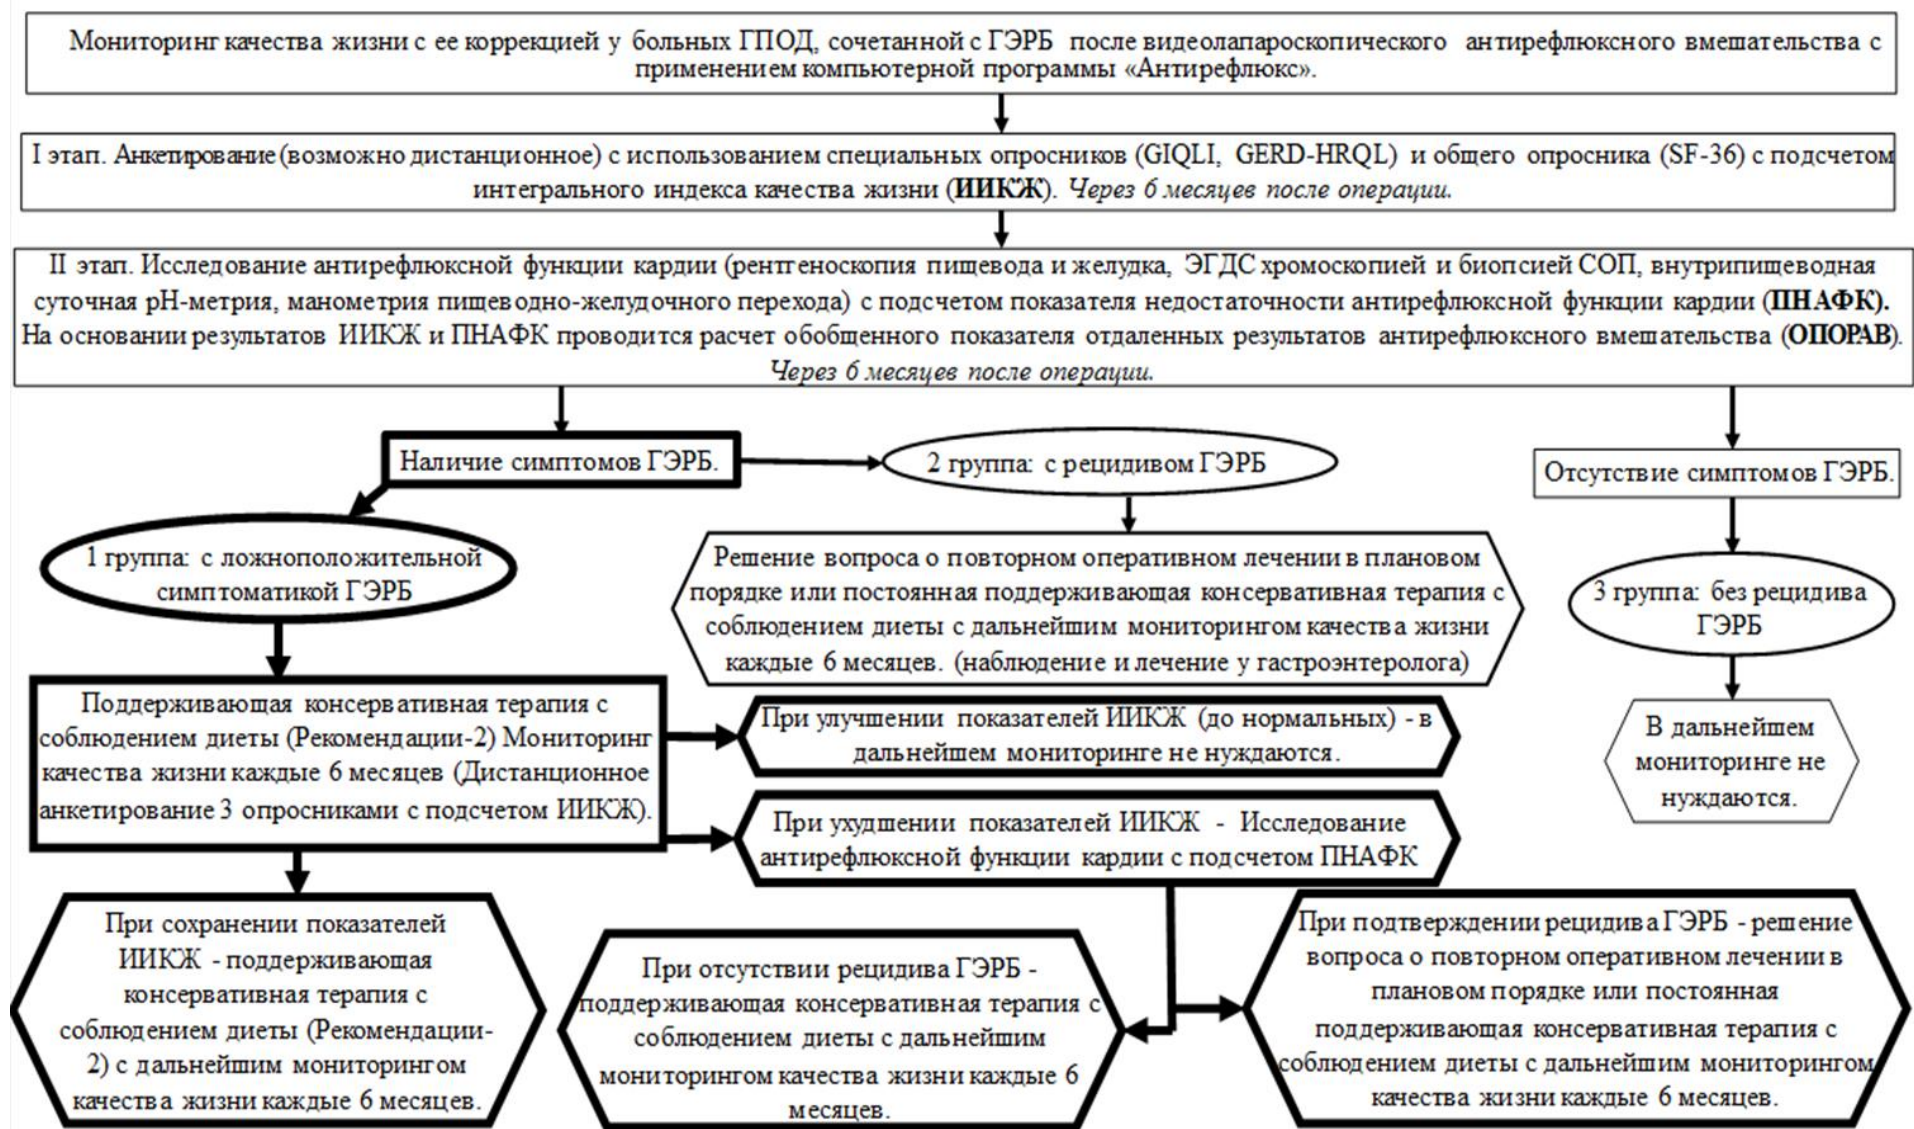 Мониторинг качества жизни с ее коррекцией у больных ГПОД, сочетанной с ГЭРБ после видеолапароскопического антирефлюксного вмешательства с
применением компьютерной программы «Антирефлюкс».
I этап. Анкетирование (возможно дистанционное) с использованием специальных опросников (GIQLI, GERD-HRQL) и общего опросника (SF-36) с подсчетом
интегрального индекса качества жизни (ИИКЖ). Через 6 месяцев после операции.
II этап. Исследование антирефлюксной функции кардии (рентгеноскопия пищевода и желудка, ЭГДС хромоскопией и биопсией СОП, внутрипищеводная
суточная pH-метрия, манометрия пищеводно-желудочного перехода) с подсчетом показателя недостаточности антирефлюксной функции кардии (ПНАФК).
На основании результатов ИИКЖ и ПНАФК проводится расчет обобщенного показателя отдаленных результатов антирефлюксного вмешательства (ОПОРАВ).
Через 6 месяцев после операции.
Наличие симптомов ГЭРБ.
2 группа: с рецидивом ГЭРБ
Отсутствие симптомов ГЭРБ.
1 группа: с ложноположительной
симптоматикой ГЭРБ
Решение вопроса о повторном оперативном лечении в плановом
порядке или постоянная поддерживающая консервативная терапия с
соблюдением диеты с дальнейшим мониторингом качества жизни
каждые 6 месяцев. (наблюдение и лечение у гастроэнтеролога)
3 группа: без рецидива
ГЭРБ
Поддерживающая консервативная терапия с
соблюдением диеты (Рекомендации-2) Мониторинг
качества жизни каждые 6 месяцев (Дистанционное
анкетирование 3 опросниками с подсчетом ИИКЖ).
При улучшении показателей ИИКЖ (до нормальных) - в
дальнейшем мониторинге не нуждаются.
В дальнейшем
мониторинге не
нуждаются.
При ухудшении показателей ИИКЖ - Исследование
антирефлюксной функции кардии с подсчетом ПНАФК
При сохранении показателей
ИИКЖ - поддерживающая
консервативная терапия с
соблюдением диеты (Рекомендации-
2) с дальнейшим мониторингом
качества жизни каждые 6 месяцев.
При отсутствии рецидива ГЭРБ -
поддерживающая консервативная терапия с
соблюдением диеты с дальнейшим
мониторингом качества жизни каждые 6
месяцев.
При подтверждении рецидива ГЭРБ - решение
вопроса о повторном оперативном лечении в
плановом порядке или постоянная
поддерживающая консервативная терапия с
соблюдением диеты с дальнейшим мониторингом
качества жизни каждые 6 месяцев.